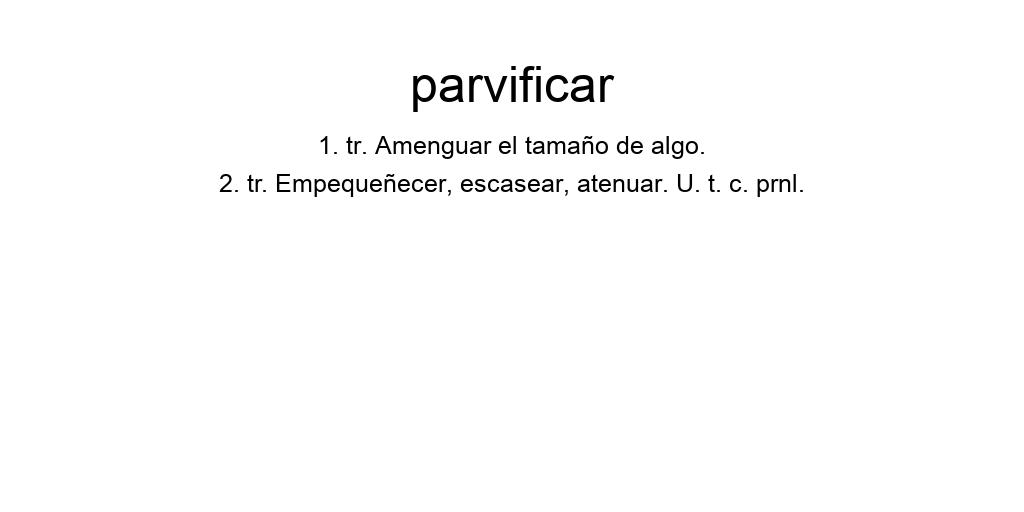 parvificar
1. tr. Amenguar el tamaño de algo.
2. tr. Empequeñecer, escasear, atenuar. U. t. c. prnl.